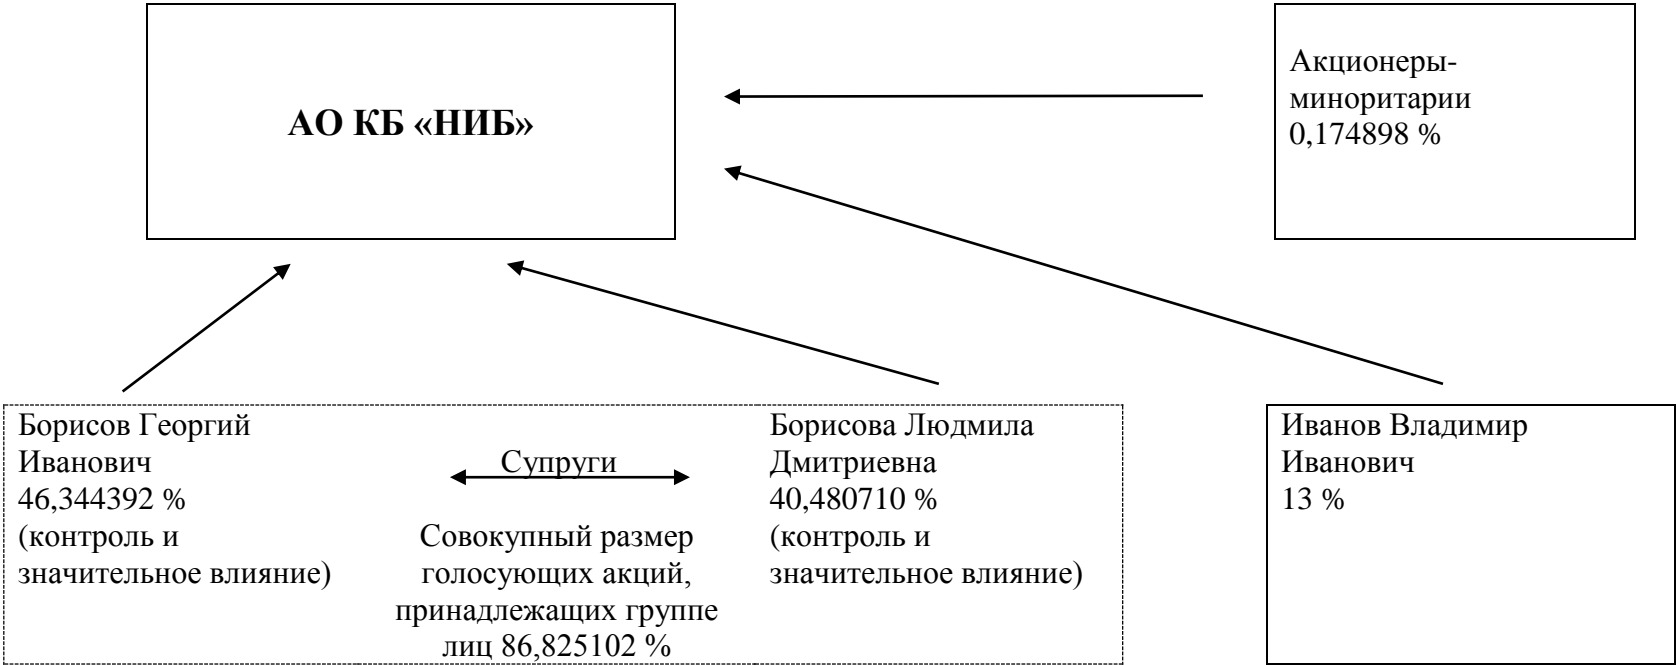 АО КБ «НИБ»
Акционеры-
миноритарии
0,174898 %
Борисов Георгий
Иванович
46,344392 %
(контроль и
значительное влияние)
Супруги
Совокупный размер
голосующих акций,
принадлежащих группе
лиц 86,825102 %
Борисова Людмила
Дмитриевна
40,480710 %
(контроль и
значительное влияние)
Иванов Владимир
Иванович
13 %